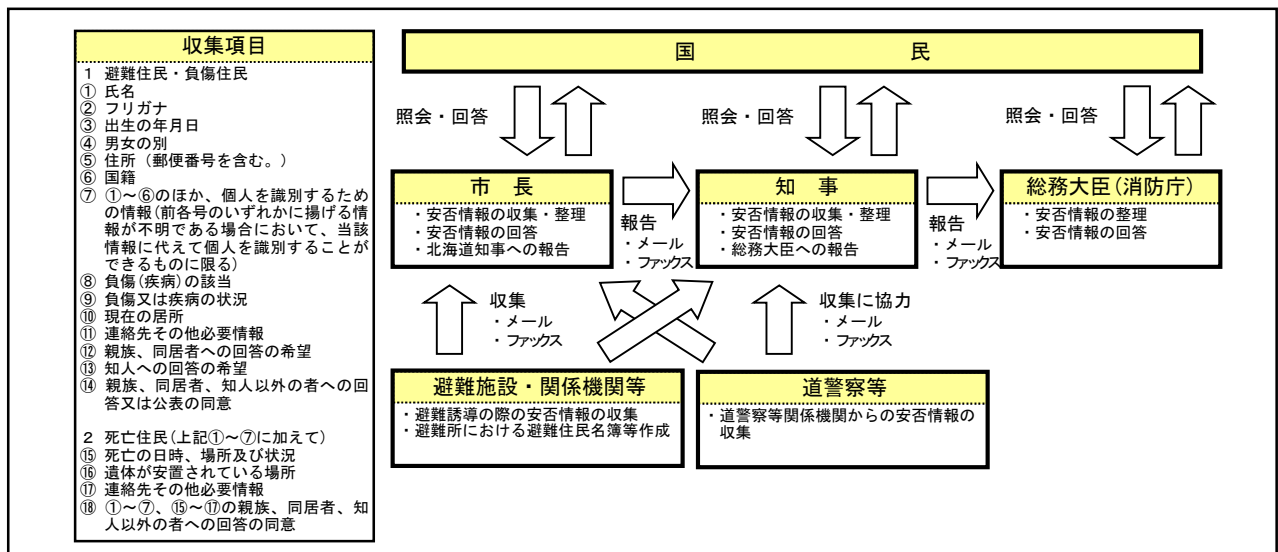 収集項目
1 避難住民・負傷住民
① 氏名
② フリガナ
③ 出生の年月日
④ 男女の別
⑤ 住所（郵便番号を含む。）
⑥ 国籍
⑦ ①～⑥のほか、個人を識別するため
の情報(前各号のいずれかに揚げる情
報が不明である場合において、当該
情報に代えて個人を識別することが
できるものに限る)
⑧ 負傷(疾病)の該当
⑨ 負傷又は疾病の状況
⑩ 現在の居所
⑪ 連絡先その他必要情報
⑫ 親族、同居者への回答の希望
⑬ 知人への回答の希望
⑭ 親族、同居者、知人以外の者への回
答又は公表の同意
2 死亡住民(上記①～⑦に加えて)
⑮ 死亡の日時、場所及び状況
⑯ 遺体が安置されている場所
⑰ 連絡先その他必要情報
⑱ ①～⑦、⑮～⑰の親族、同居者、知
人以外の者への回答の同意
国　民
照会・回答
照会・回答
照会・回答
市　長
・安否情報の収集・整理
・安否情報の回答
・北海道知事への報告
報告
・メール
・ファックス
知　事
・安否情報の収集・整理
・安否情報の回答
・総務大臣への報告
報告
・メール
・ファックス
総務大臣(消防庁)
・安否情報の整理
・安否情報の回答
収集
・メール
・ファックス
収集に協力
・メール
・ファックス
避難施設・関係機関等
・避難誘導の際の安否情報の収集
・避難所における避難住民名簿等作成
道警察等
・道警察等関係機関からの安否情報の
収集